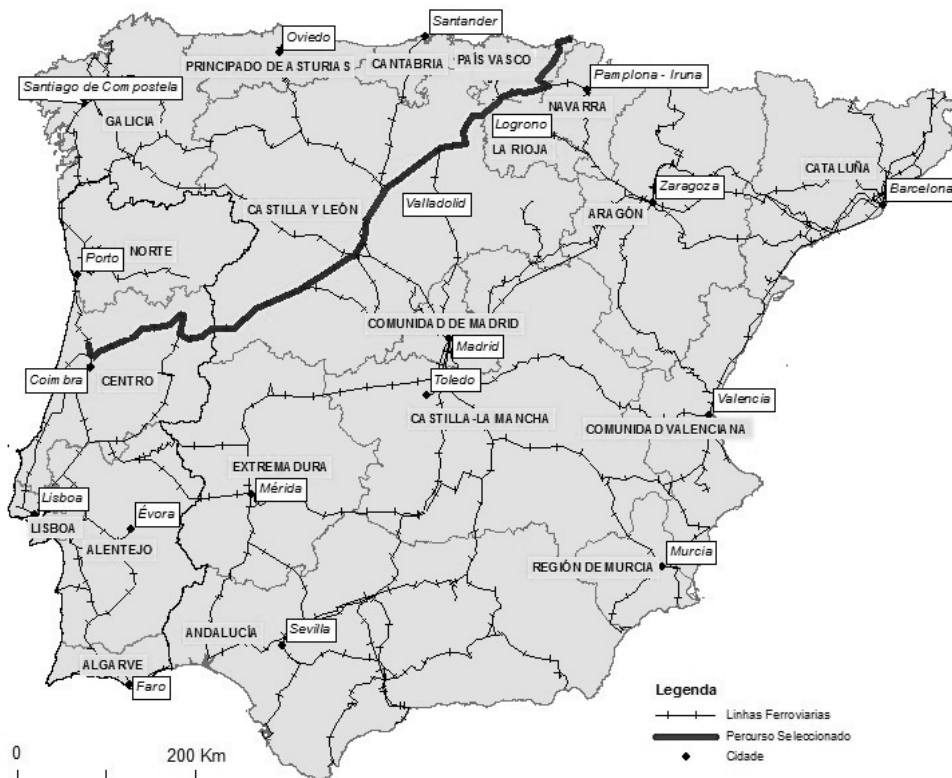 Santander
Oviedo
PRINCIPADO DE ASTURIAS
CANTABRIA
PAÍS VASCO
Santiago de Compostela
Pamplona - Iruna
GALICIA
NAVARRA
Logrono
LA RIOJA
CATALUÑA
Zaragoza
Barcelona
CASTILLA Y LEÓN
Valladolid
ARAGÓN
NORTE
Porto
COMUNIDAD DE MADRID
Madrid
Coimbra
CENTRO
Toledo
Valencia
CASTILLA-LA MANCHA
COMUNIDAD VALENCIANA
EXTREMADURA
Mérida
Lisboa
Évora
LISBOA
ALENTEJO
Murcia
REGIÓN DE MURCIA
ANDALUCÍA
Sevilla
ALGARVE
Faro
Legenda
Linhas Ferroviarias
Percurso Seleccionado
Cidade
0 200 Km